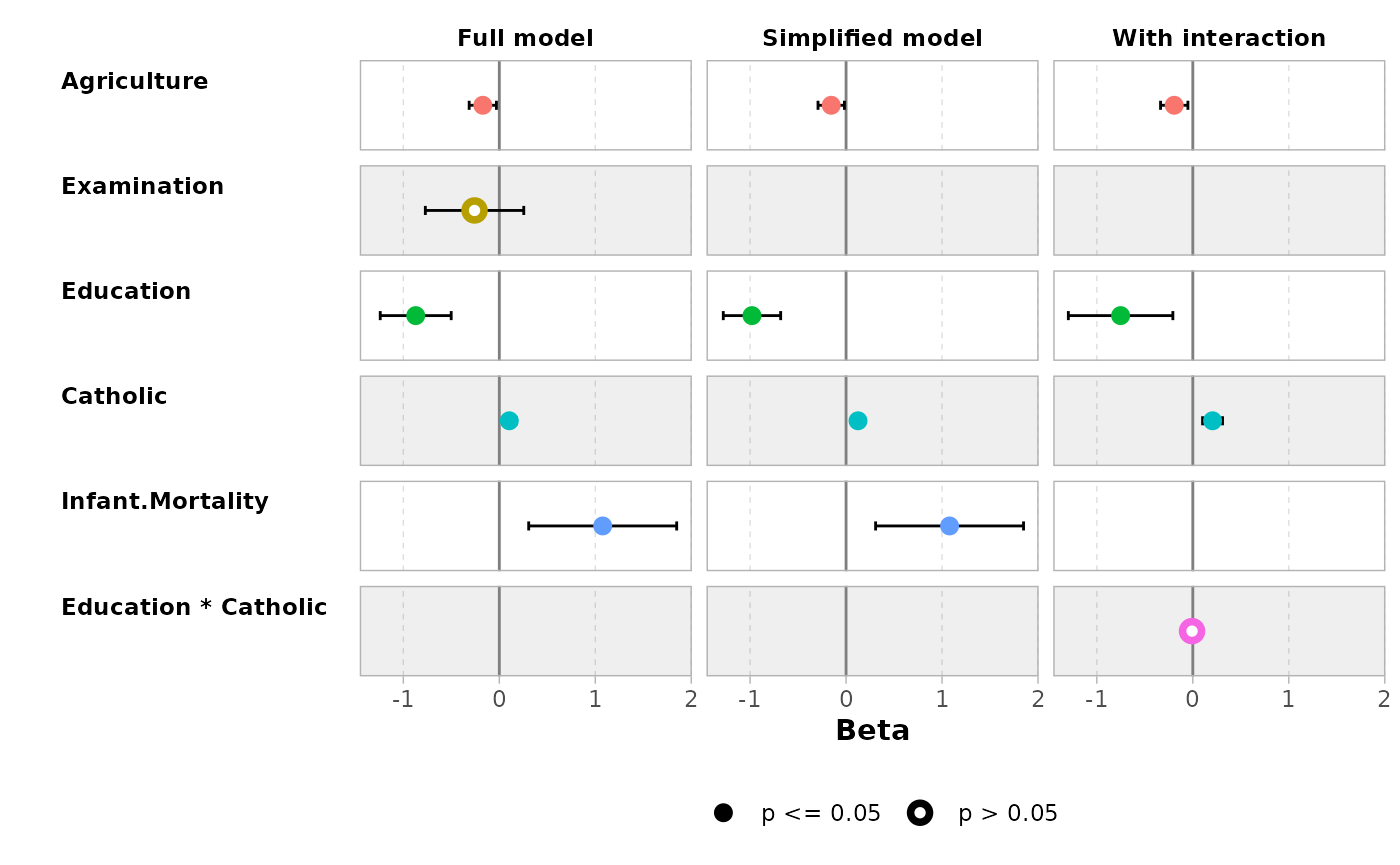 Full model Simplified model With interaction
Agriculture
Examination
Education
Catholic
Infant.Mortality
Education * Catholic
-1 0 1 2 -1 0 1 2 -1 0 1 2
Beta
p <= 0.05 p > 0.05